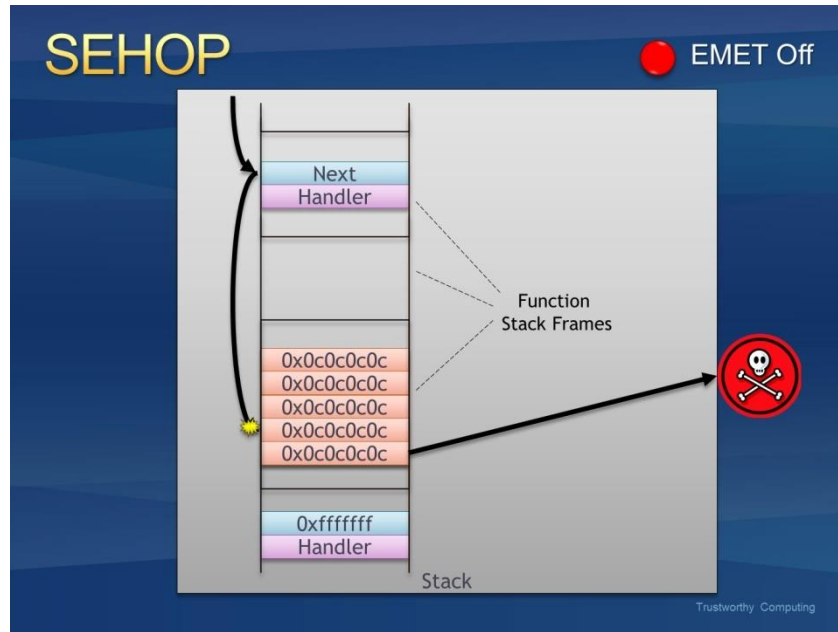 SEHOP
EMET Off
Next
Handler
Function
Stack Frames
0x0c0c0c0c
0x0c0c0c0c
0x0c0c0c0c
0x0c0c0c0c
0x0c0c0c0c
0xfffffff
Handler
Stack
Trustworthy Computing